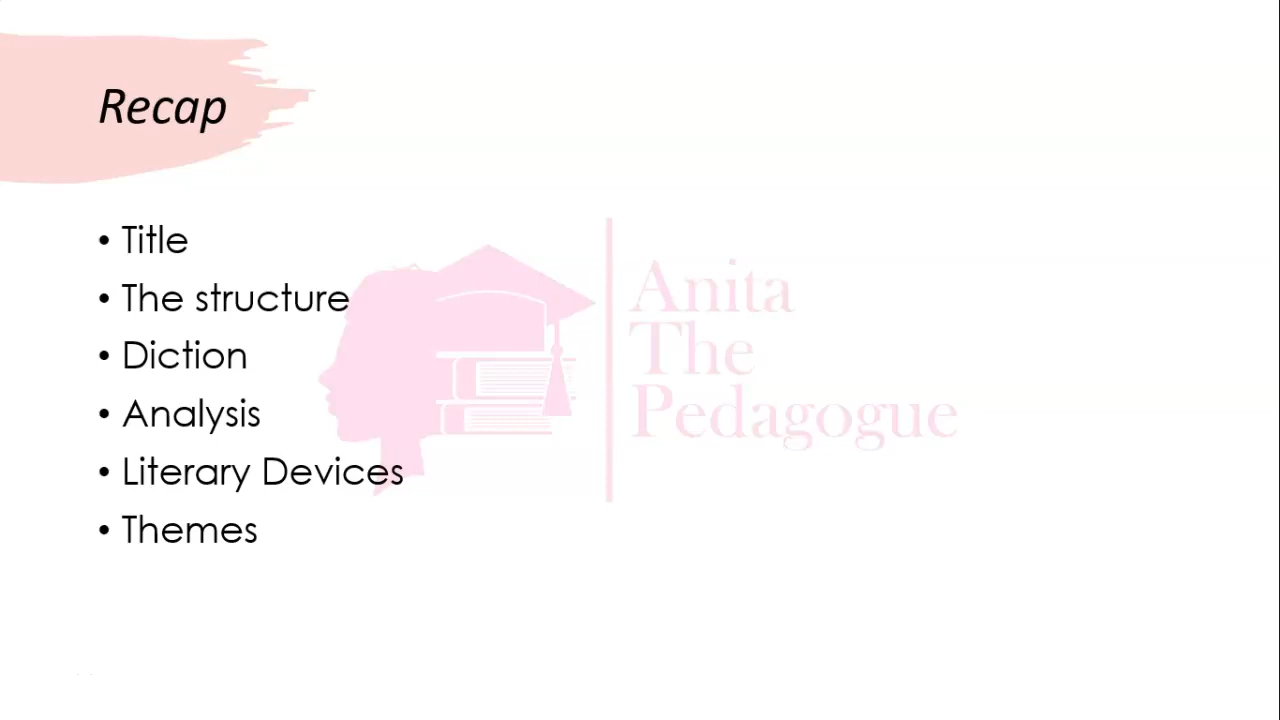 Recap
• Title
• The structure
• Diction
• Analysis
• Literary Devices
• Themes
Anita
The
Pedagogue